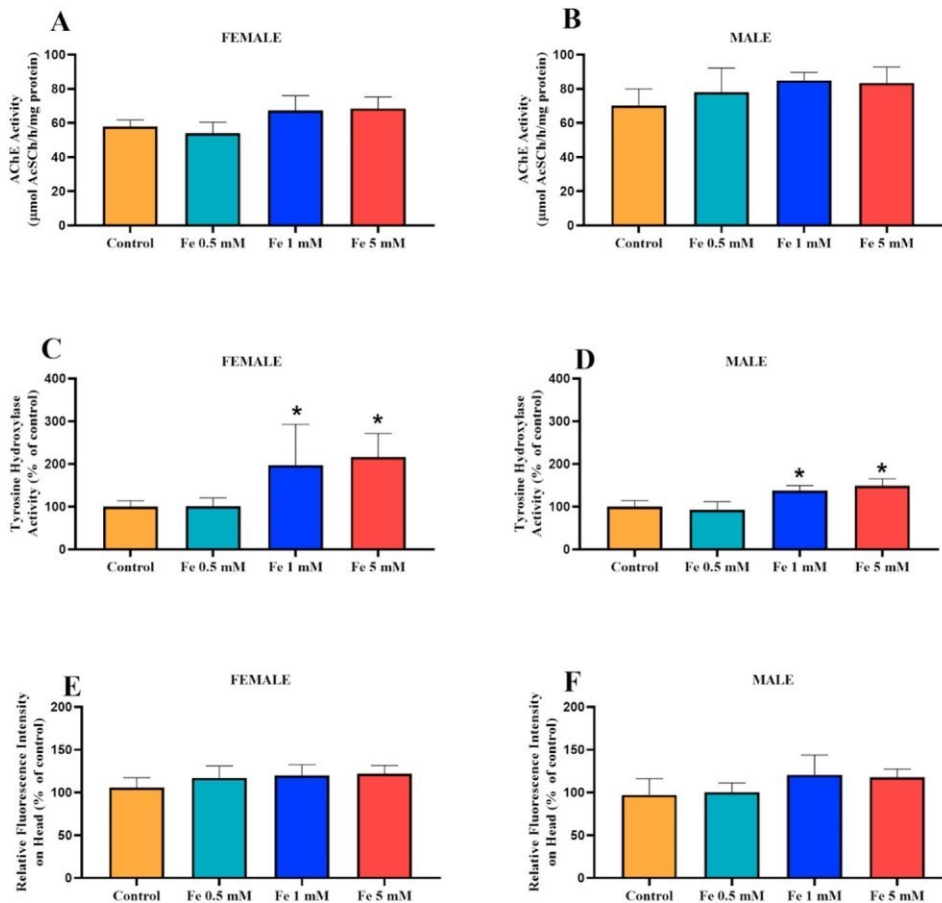 A
FEMALE
AChE Activity
(µmol AcSCh/h/mg protein)
100
80
60
40
20
0
Control Fe 0.5 mM Fe 1 mM Fe 5 mM
B
MALE
AChE Activity
(µmol AcSCh/h/mg protein)
100
80
60
40
20
0
Control Fe 0.5 mM Fe 1 mM Fe 5 mM
C
FEMALE
Tyrosine Hydroxylase
Activity (% of control)
400
300
200
100
0
* *
Control Fe 0.5 mM Fe 1 mM Fe 5 mM
D
MALE
Tyrosine Hydroxylase
Activity (% of control)
400
300
200
100
0
* *
Control Fe 0.5 mM Fe 1 mM Fe 5 mM
E
FEMALE
Relative Fluorescence Intensity
on Head (% of control)
200
150
100
50
0
Control Fe 0.5 mM Fe 1 mM Fe 5 mM
F
MALE
Relative Fluorescence Intensity
on Head (% of control)
200
150
100
50
0
Control Fe 0.5 mM Fe 1 mM Fe 5 mM